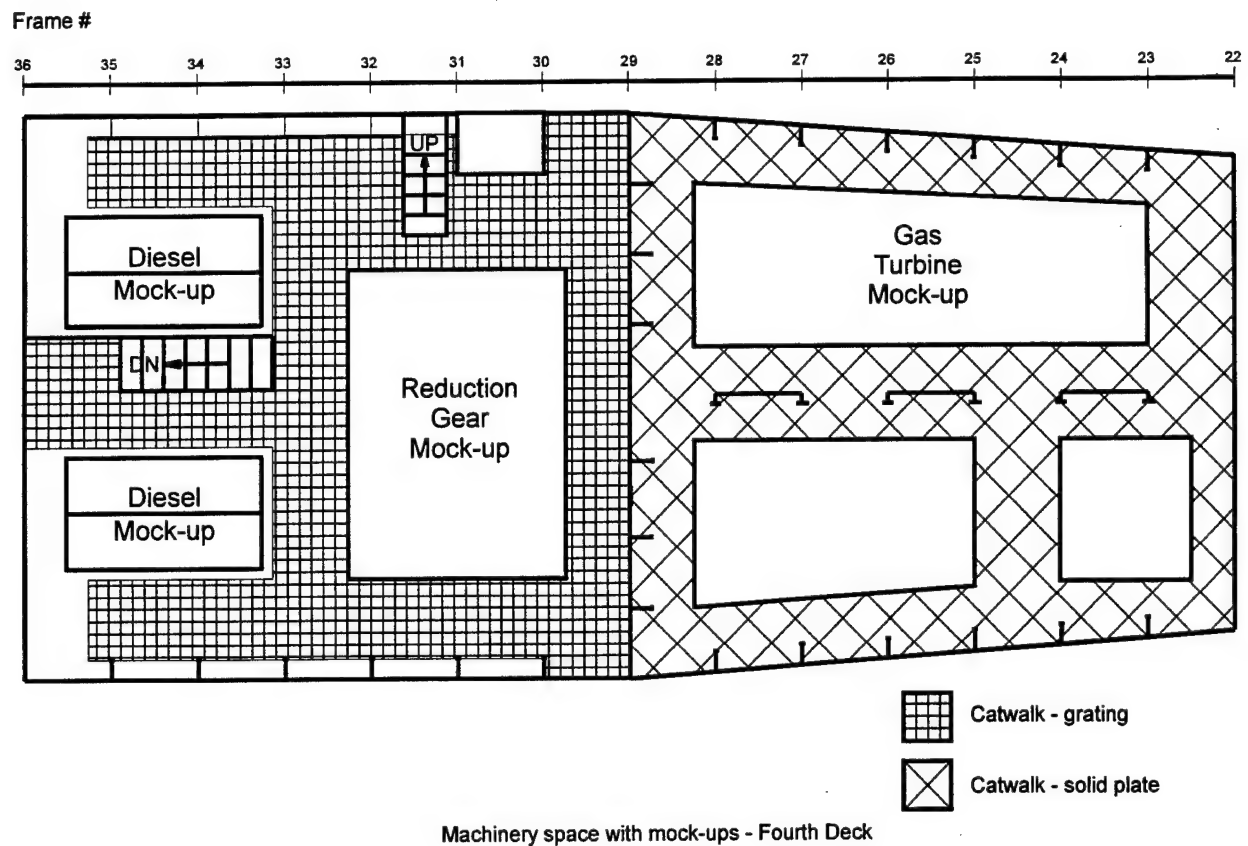 Frame #
36 35 34 33 32 31 30 29 28 27 26 25 24 23 22
UP
Diesel
Mock-up
Gas
Turbine
Mock-up
DN
Reduction
Gear
Mock-up
Diesel
Mock-up
Catwalk - grating
Catwalk - solid plate
Machinery space with mock-ups - Fourth Deck